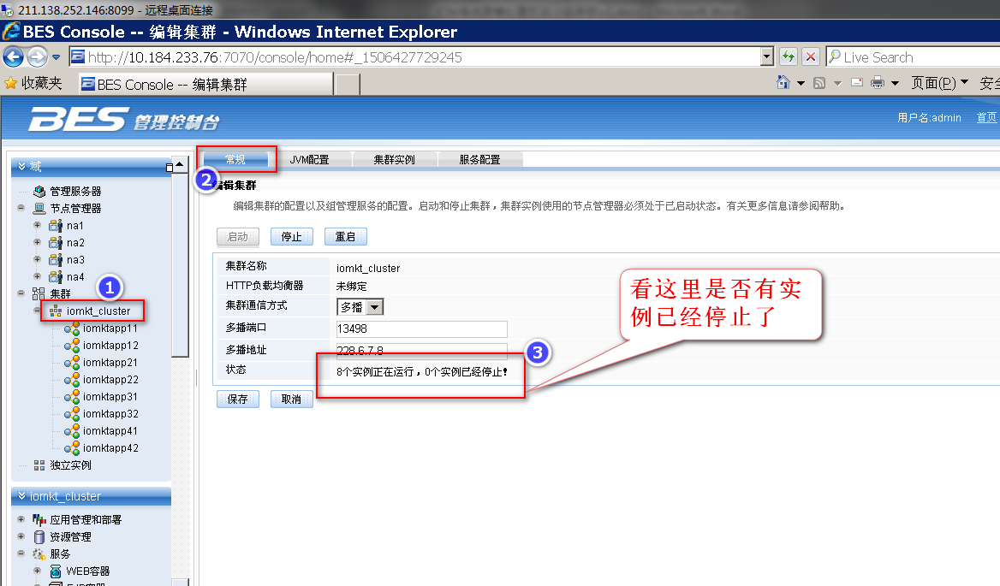 211.138.252.146:8099 - 远程桌面连接
BES Console -- 编辑集群 - Windows Internet Explorer
http://10.184.233.76:7070/console/home#_1506427729245
Live Search
收藏夹
BES Console -- 编辑集群
页面(P)
安全
BES 管理控制台
用户名:admin
首页
域
管理服务器
节点管理器
na1
na2
na3
na4
集群
1
iomkt_cluster
iomktapp11
iomktapp12
iomktapp21
iomktapp22
iomktapp31
iomktapp32
iomktapp41
iomktapp42
独立实例
iomkt_cluster
应用管理和部署
资源管理
服务
WEB容器
常规
JVM配置
集群实例
服务配置
2
编辑集群
编辑集群的配置以及组管理服务的配置。启动和停止集群，集群实例使用的节点管理器必须处于已启动状态。有关更多信息请参阅帮助。
启动
停止
重启
集群名称
iomkt_cluster
HTTP负载均衡器
未绑定
集群通信方式
多播
多播端口
13498
多播地址
228.6.7.8
状态
8个实例正在运行，0个实例已经停止!
3
保存
取消
看这里是否有实
例已经停止了